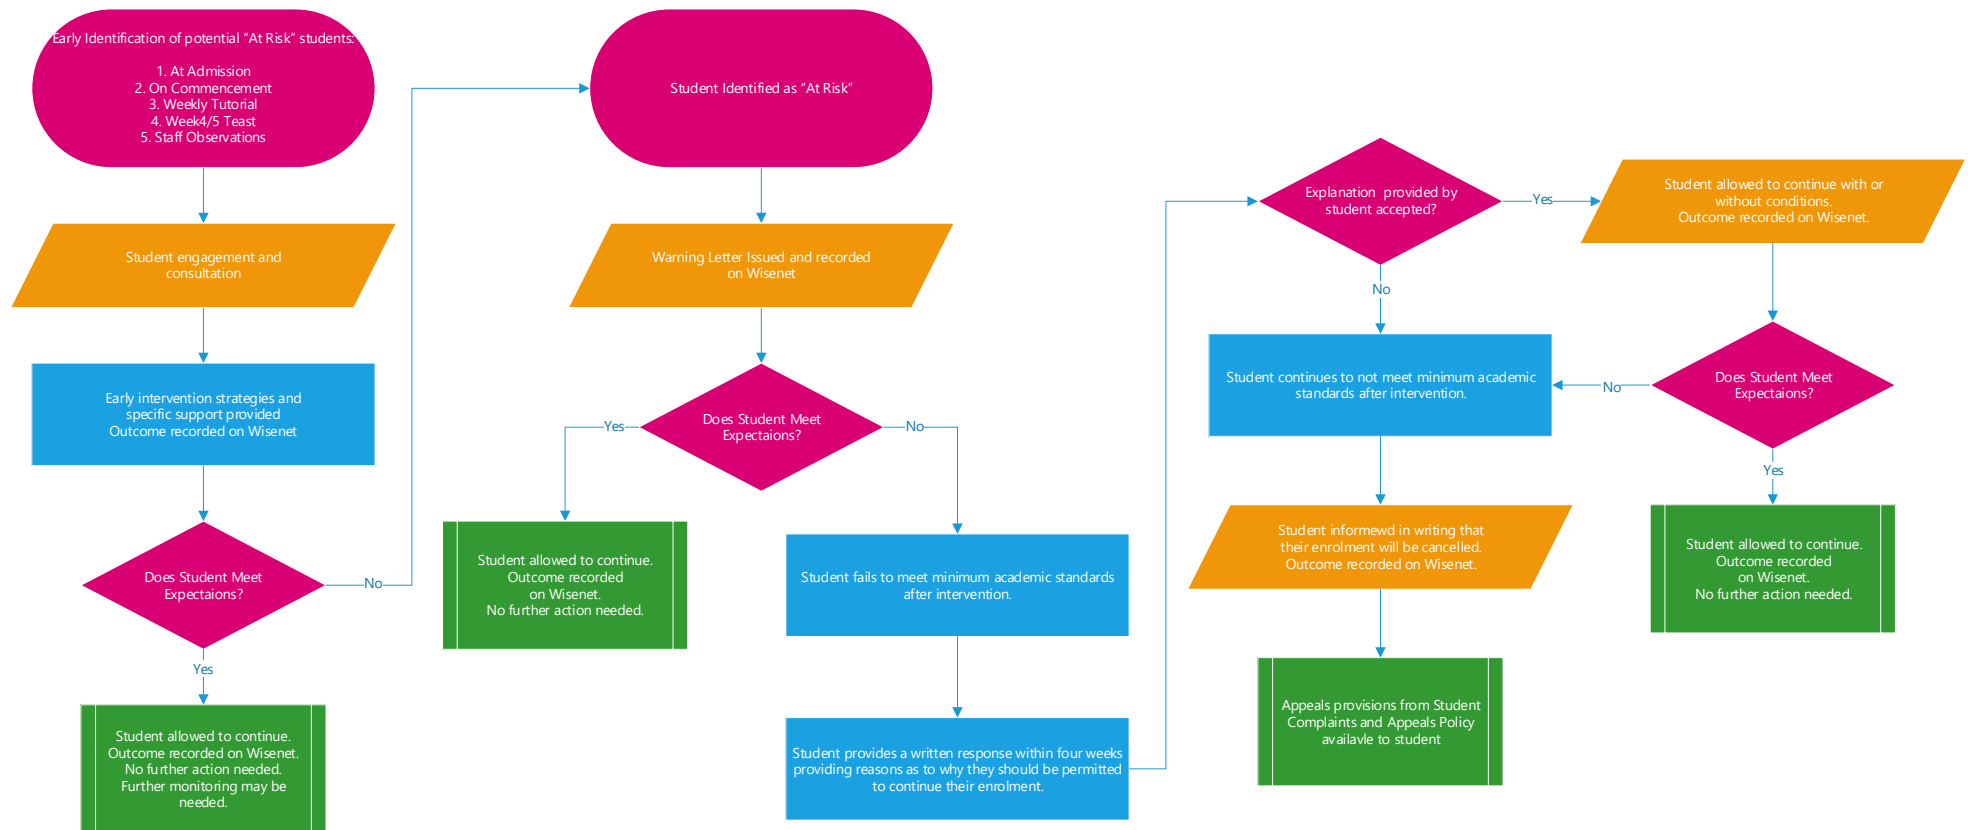 Early Identification of potential “At Risk” students:
1. At Admission
2. On Commencement
3. Weekly Tutorial
4. Week4/5 Teast
5. Staff Observations
Student engagement and
consultation
Early intervention strategies and
specific support provided
Outcome recorded on Wisenet
Does Student Meet
Expectaions?
No
Yes
Student allowed to continue.
Outcome recorded on Wisenet.
No further action needed.
Further monitoring may be
needed.
Student Identified as “At Risk”
Warning Letter Issued and recorded
on Wisenet
Does Student Meet
Expectaions?
Yes
No
Student allowed to continue.
Outcome recorded
on Wisenet.
No further action needed.
Student fails to meet minimum academic standards
after intervention.
Student provides a written response within four weeks
providing reasons as to why they should be permitted
to continue their enrolment.
Explanation provided by
student accepted?
Yes
No
Student allowed to continue with or
without conditions.
Outcome recorded on Wisenet.
Does Student Meet
Expectaions?
No
Yes
Student allowed to continue.
Outcome recorded
on Wisenet.
No further action needed.
Student continues to not meet minimum academic
standards after intervention.
Student informewd in writing that
their enrolment will be cancelled.
Outcome recorded on Wisenet.
Appeals provisions from Student
Complaints and Appeals Policy
availavle to student